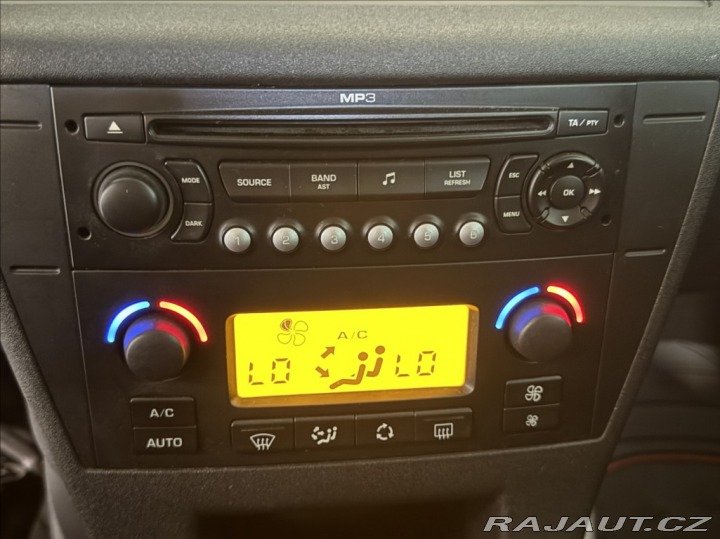 MP3
TA / PTY
MODE
SOURCE
BAND
AST
LIST
REFRESH
ESC
OK
DARK
MENU
1 2 3 4 5 6
A/C
LO LO
A/C
AUTO
RAJAUT.CZ